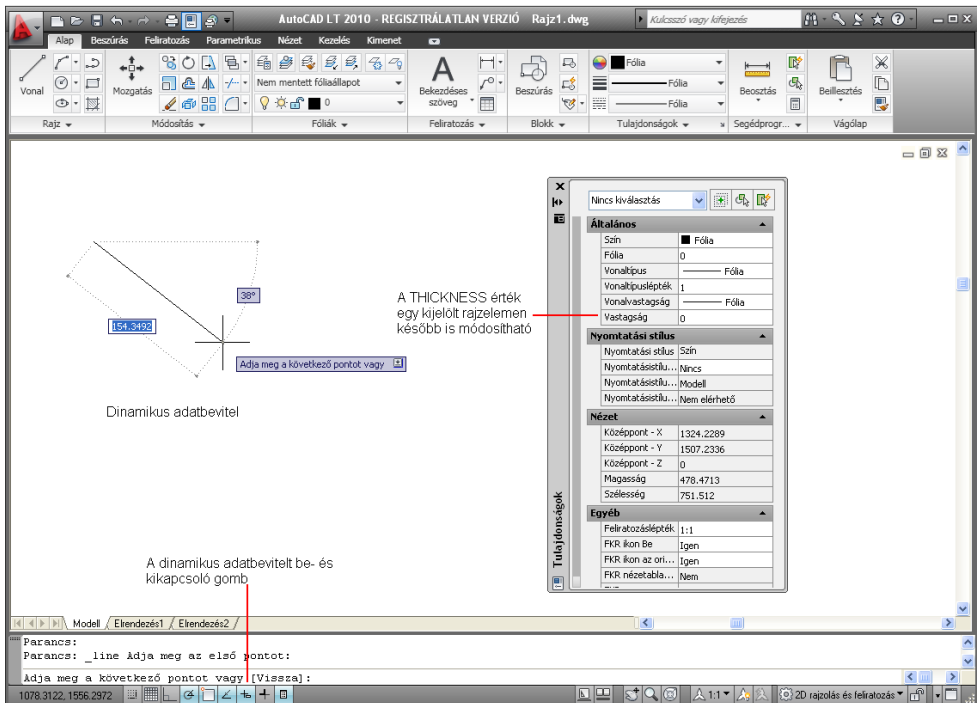 AutoCAD LT 2010 - REGISZTRÁLATLAN VERZIÓ Rajz1.dwg
Kulcsszó vagy kifejezés
Alap Beszúrás Feliratozás Parametrikus Nézet Kezelés Kimenet
Vonal
Mozgatás
Nem mentett fóliaállapot
0
Bekezdéses szöveg
Beszúrás
Fólia
Fólia
Fólia
Beosztás
Beillesztés
Rajz Módosítás Fóliák Feliratozás Blokk Tulajdonságok Segédprogr... Vágólap
38°
154.3492
Adja meg a következő pontot vagy
Dinamikus adatbevitel
A THICKNESS érték
egy kijelölt rajzelemen
később is módosítható
Tulajdonságok
Nincs kiválasztás
Általános
Szín Fólia
Fólia 0
Vonaltípus Fólia
Vonaltípuslépték 1
Vonalvastagság Fólia
Vastagság 0
Nyomtatási stílus
Nyomtatási stílus Szín
Nyomtatásistílu... Nincs
Nyomtatásistílu... Modell
Nyomtatásistílu... Nem elérhető
Nézet
Középpont - X 1324.2289
Középpont - Y 1507.2336
Középpont - Z 0
Magasság 478.4713
Szélesség 751.512
Egyéb
Feliratozáslépték 1:1
FKR ikon Be Igen
FKR ikon az ori... Igen
FKR nézetabla... Nem
A dinamikus adatbevitelt be- és
kikapcsoló gomb
Modell Elrendezés1 Elrendezés2
Parancs:
Parancs: _line Adja meg az első pontot:
Adja meg a következő pontot vagy [Vissza]:
1078.3122, 1556.2972 1:1 2D rajzolás és feliratozás